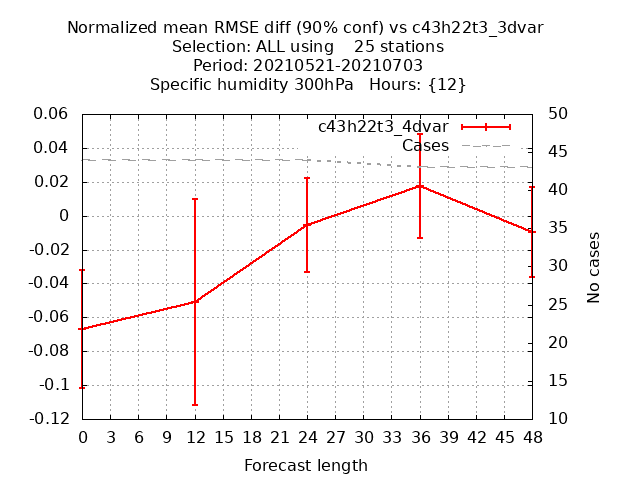 Normalized mean RMSE diff (90% conf) vs c43h22t3_3dvar
Selection: ALL using    25 stations
Period: 20210521-20210703
Specific humidity 300hPa   Hours: {12}
c43h22t3_4dvar
Cases
0.06
0.04
0.02
0
-0.02
-0.04
-0.06
-0.08
-0.1
-0.12
50
45
40
35
30
25
20
15
10
No cases
0 3 6 9 12 15 18 21 24 27 30 33 36 39 42 45 48
Forecast length